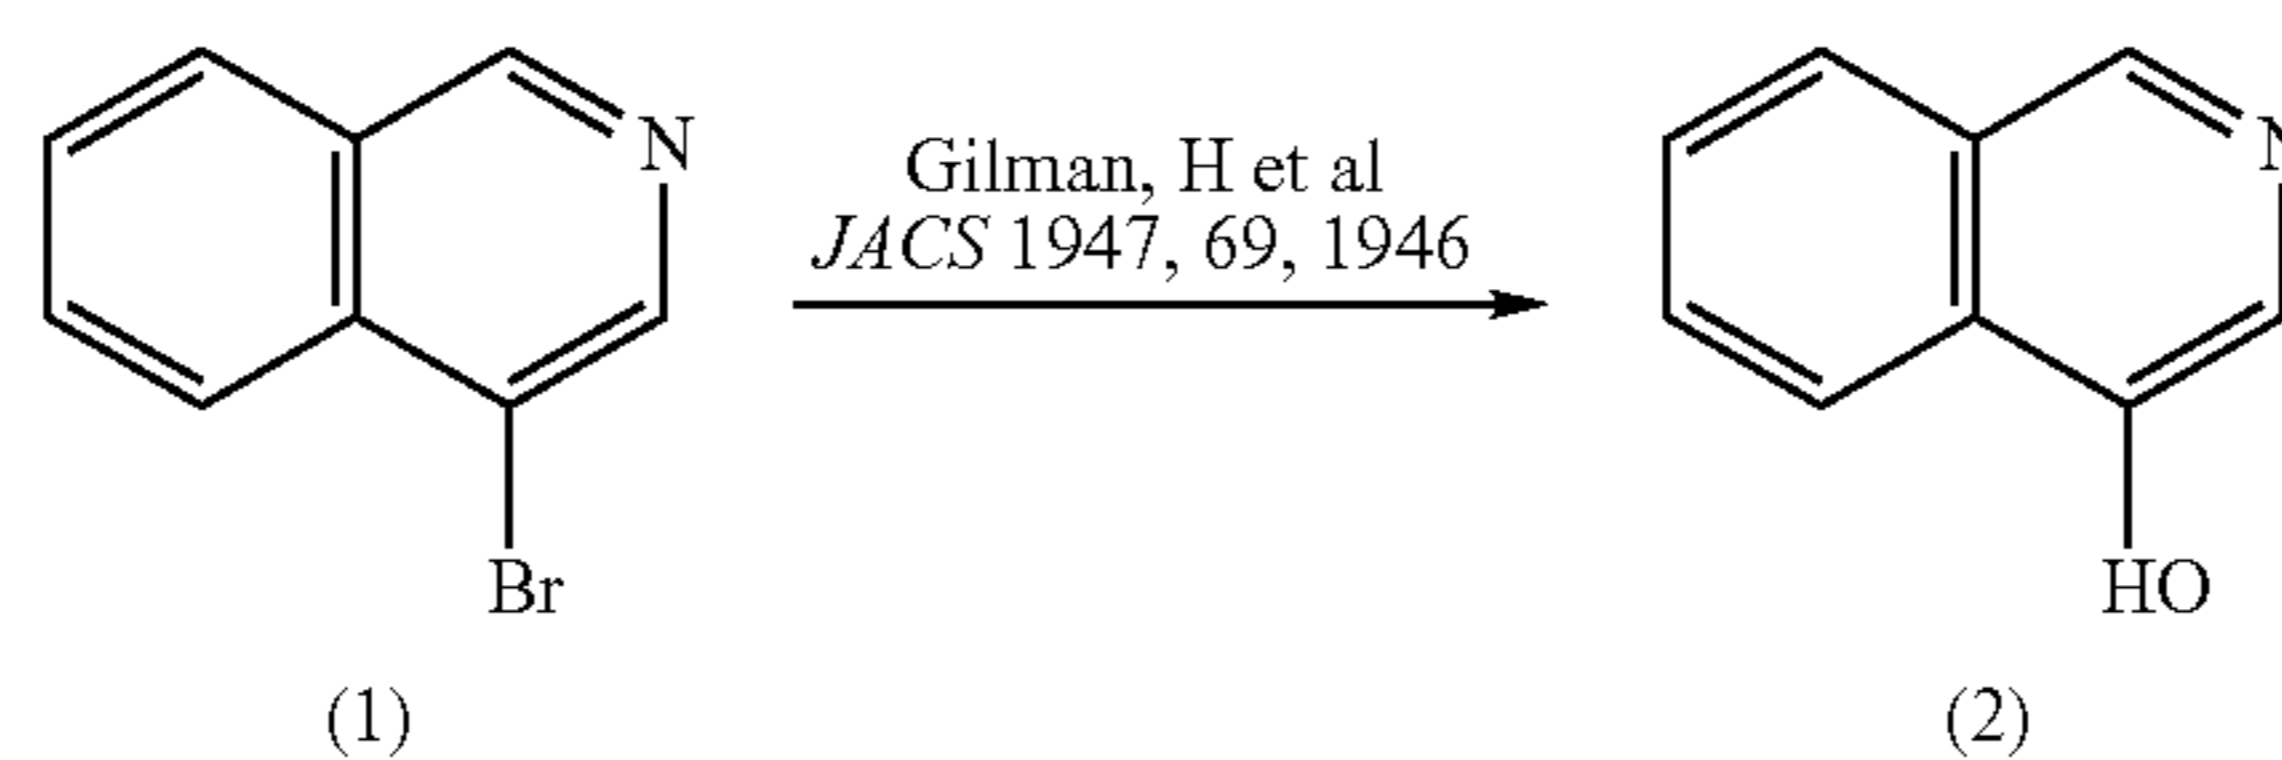 N
Gilman, H et al
JACS 1947, 69, 1946
N
Br
HO
(1)
(2)